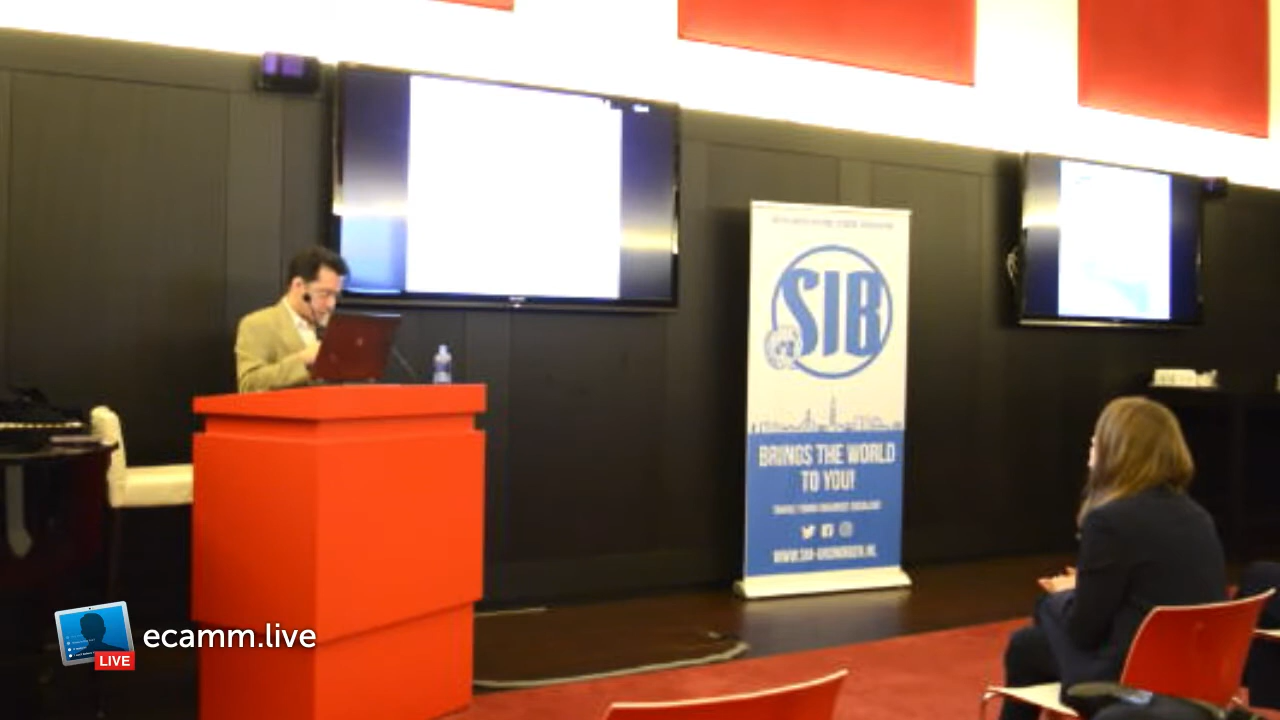 SIB
BRINGS THE WORLD
TO YOU!
WWW.SIB-GRONINGEN.NL
LIVE
ecamm.live